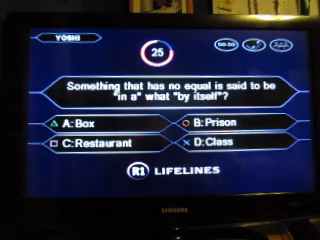 YOSHI
25
50:50
Something that has no equal is said to be
"in a" what "by itself"?
A: Box
B: Prison
C: Restaurant
D: Class
R1 LIFELINES
SAMSUNG